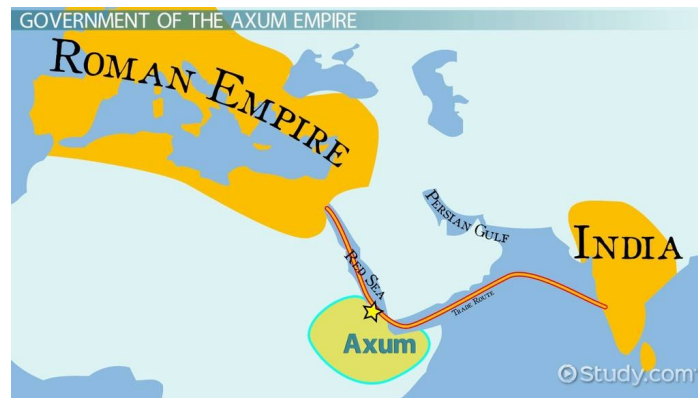 GOVERNMENT OF THE AXUM EMPIRE
ROMAN EMPIRE
PERSIAN GULF
INDIA
RED SEA
TRADE ROUTE
Axum
Study.com